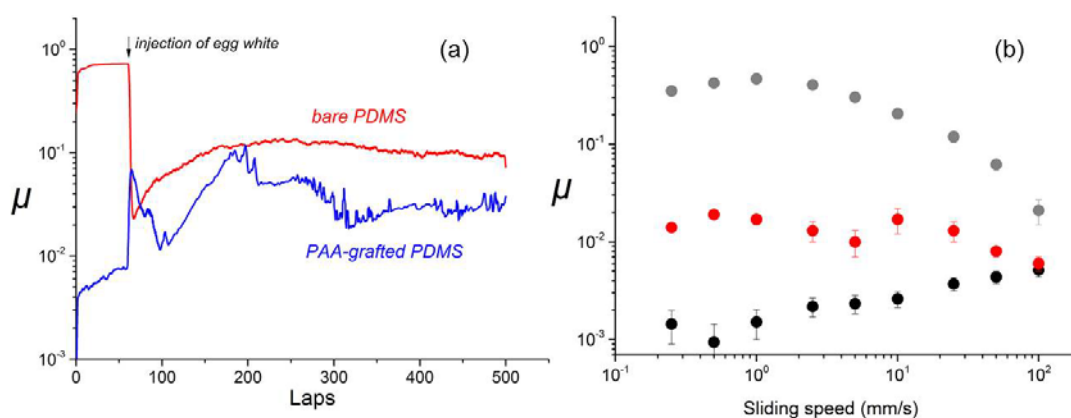 injection of egg white
(a)
(b)
bare PDMS
PAA-grafted PDMS
μ
10⁰
10⁻¹
10⁻²
10⁻³
0 100 200 300 400 500
Laps
μ
10⁰
10⁻¹
10⁻²
10⁻³
10⁻¹ 10⁰ 10¹ 10²
Sliding speed (mm/s)